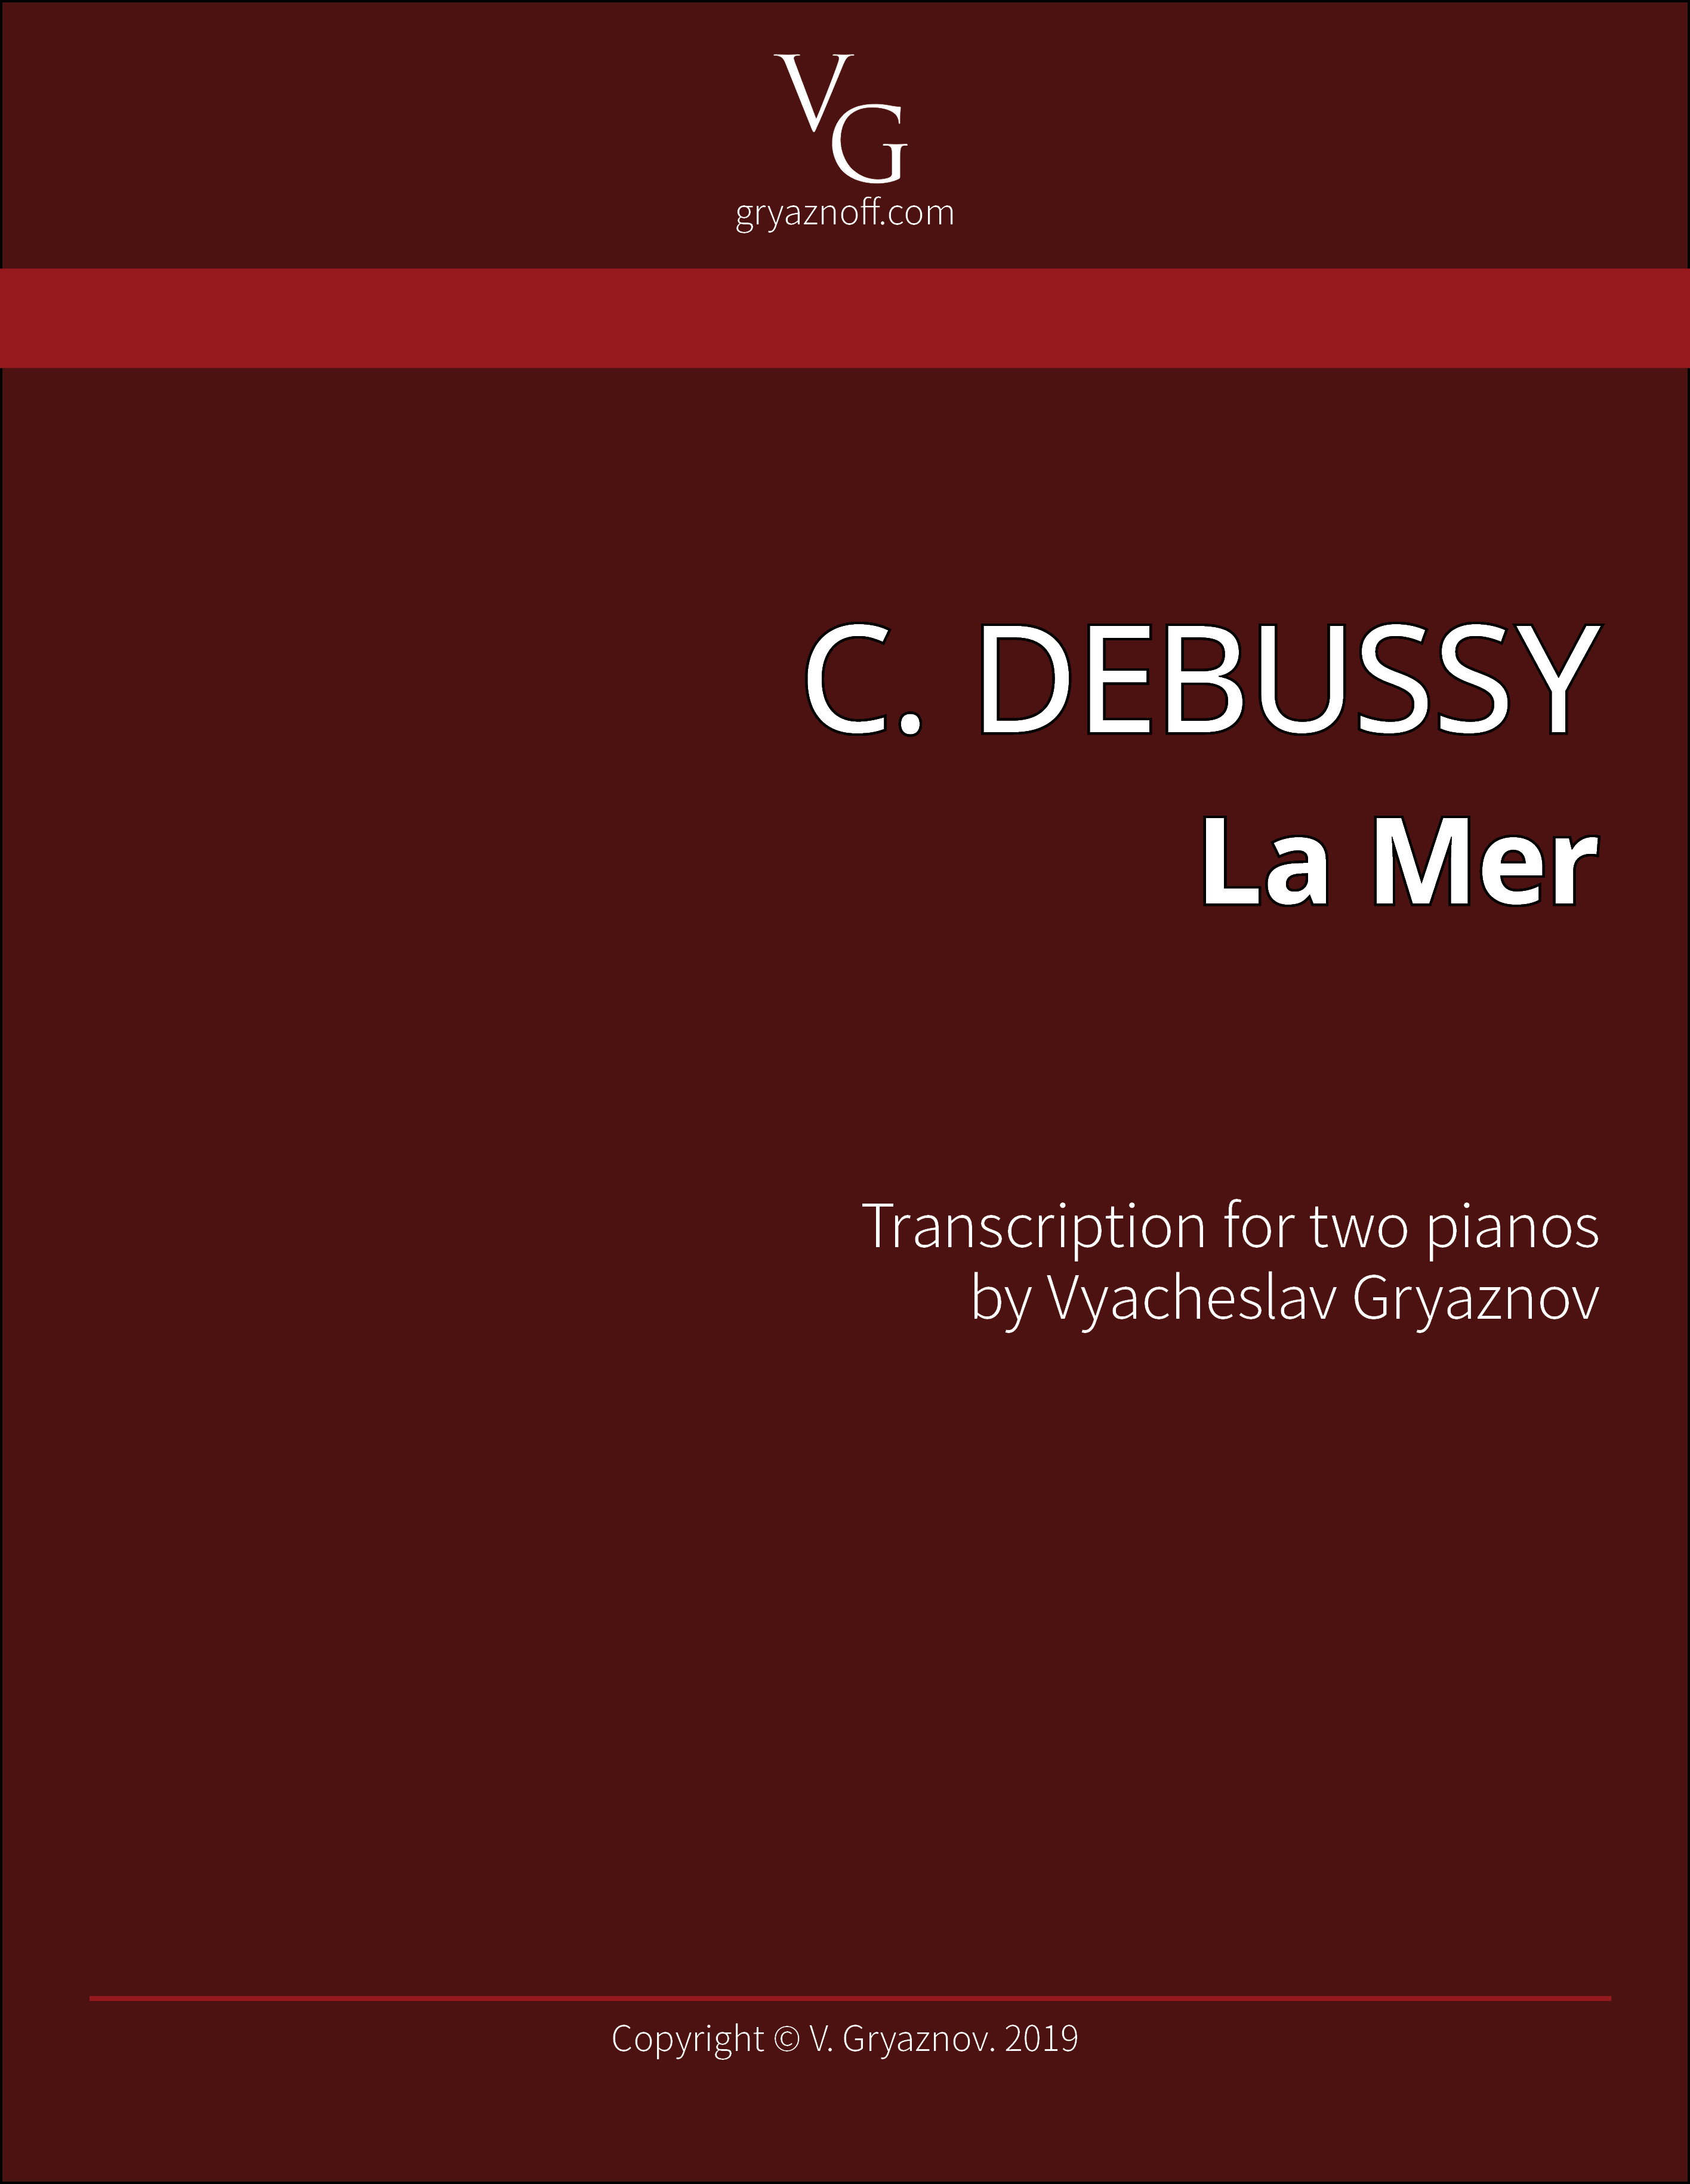 VG
gryaznoff.com
C. DEBUSSY
La Mer
Transcription for two pianos
by Vyacheslav Gryaznov
Copyright © V. Gryaznov. 2019